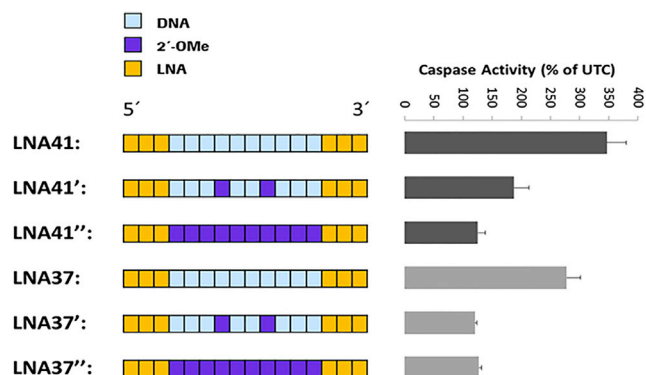 DNA
2´-OMe
LNA
Caspase Activity (% of UTC)
5´ 3´
0 50 100 150 200 250 300 350 400
LNA41:
LNA41':
LNA41'':
LNA37:
LNA37':
LNA37'':